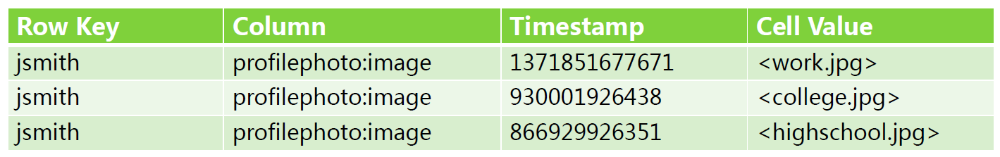 Row Key Column Timestamp Cell Value
jsmith profilephoto:image 1371851677671 <work.jpg>
jsmith profilephoto:image 930001926438 <college.jpg>
jsmith profilephoto:image 866929926351 <highschool.jpg>